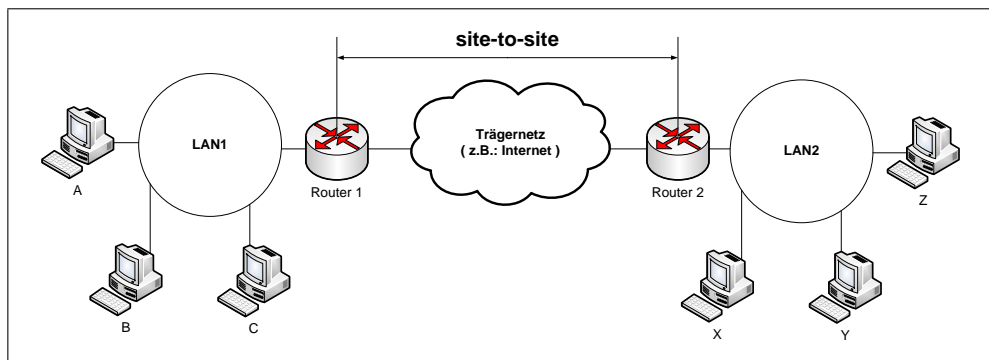 site-to-site
LAN1
Trägernetz
( z.B.: Internet )
LAN2
A
Router 1
Router 2
Z
B
C
X
Y